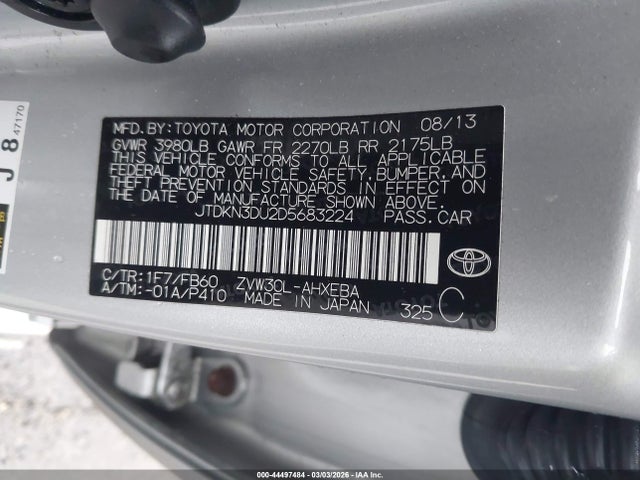 MFD.BY:TOYOTA MOTOR CORPORATION 08/13
GVWR 3980LB GAWR FR 2270LB RR 2175LB
THIS VEHICLE CONFORMS TO ALL APPLICABLE
FEDERAL MOTOR VEHICLE SAFETY,BUMPER,AND
THEFT PREVENTION STANDARDS IN EFFECT ON
THE DATE OF MANUFACTURE SHOWN ABOVE.
JTDKN3DU2D5683224 PASS.CAR
C/TR:1F7/FB60 ZVW30L-AHXEBA
A/TM:-01A/P410 MADE IN JAPAN 325 C
J 8 47170
000-44497484 | 03/03/2026 | IAA Inc.